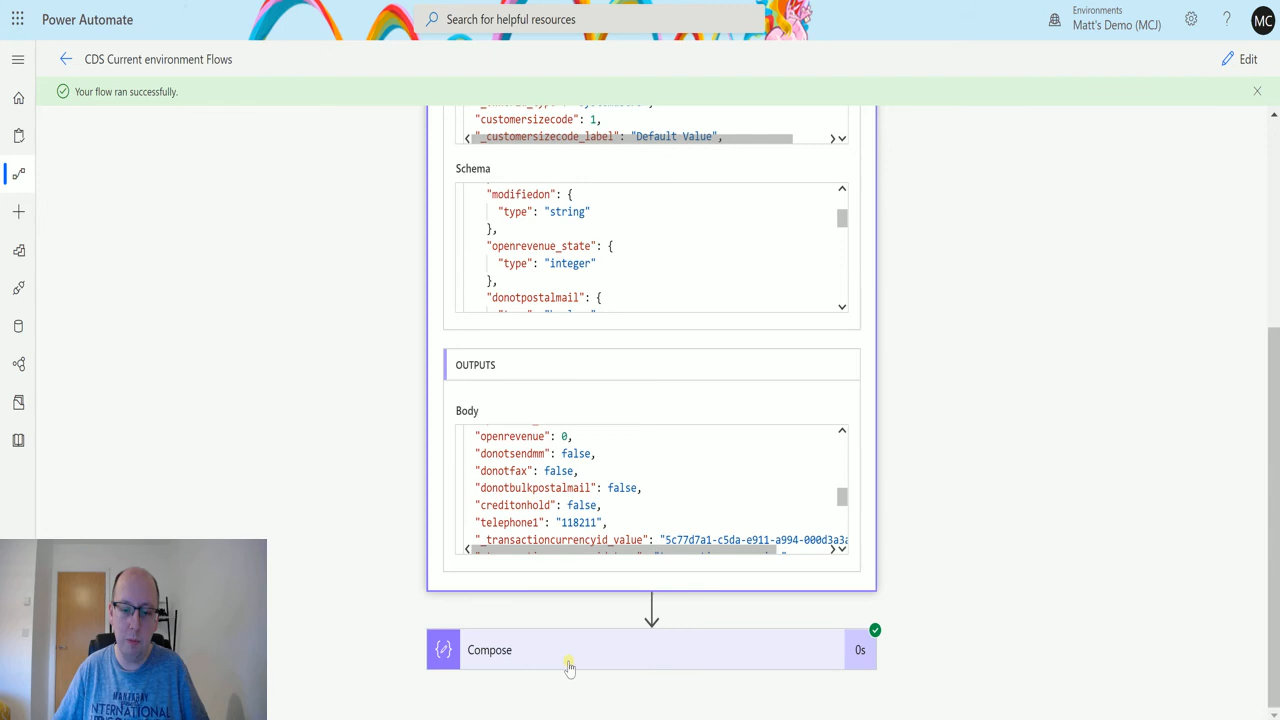 Power Automate
Search for helpful resources
Environments
Matt's Demo (MCJ)
?
MC
CDS Current environment Flows
Edit
Your flow ran successfully.
"customersizecode": 1,
"_customersizecode_label": "Default Value",
Schema
"modifiedon": {
"type": "string"
},
"openrevenue_state": {
"type": "integer"
},
"donotpostalmail": {
OUTPUTS
Body
"openrevenue": 0,
"donotsendmm": false,
"donotfax": false,
"donotbulkpostalmail": false,
"creditonhold": false,
"telephone1": "118211",
"_transactioncurrencyid_value": "5c77d7a1-c5da-e911-a994-000d3a3a
Compose
0s
INTERNATIONAL